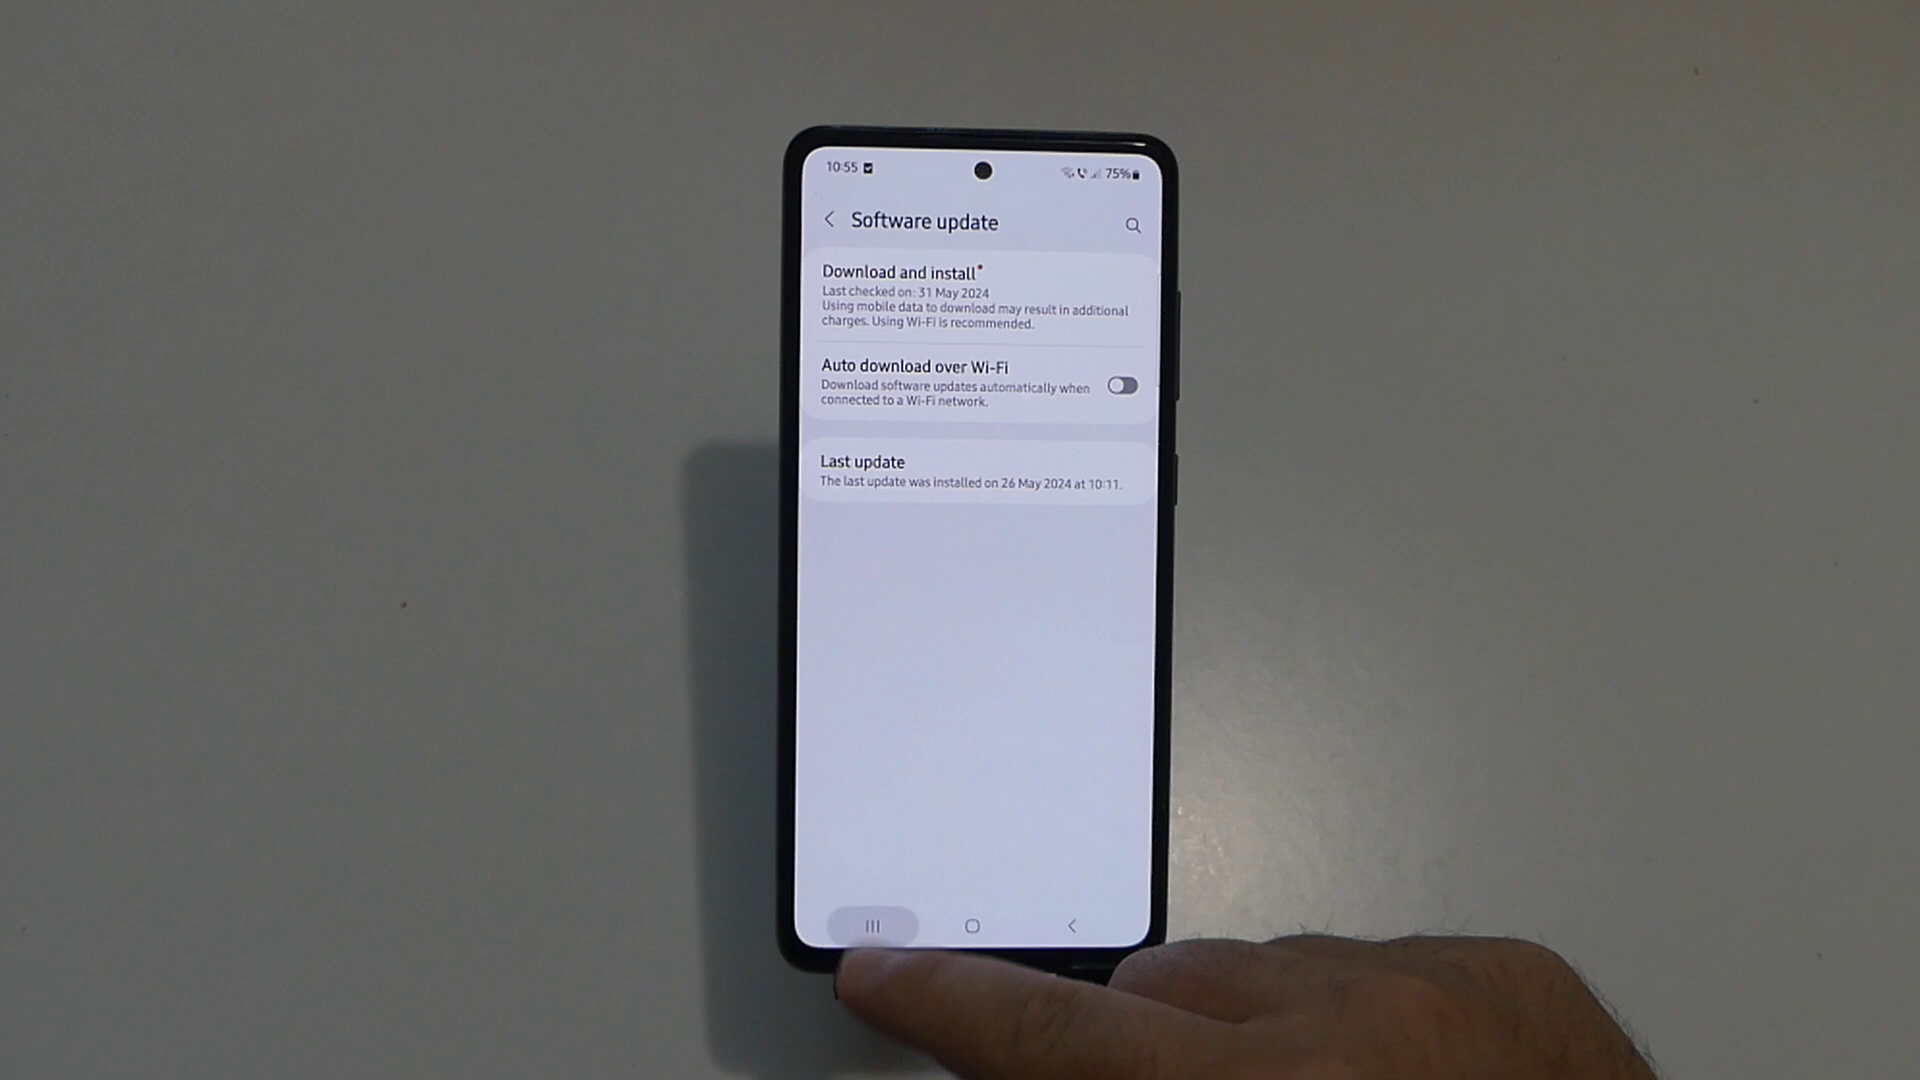 10:55
75%
Software update
Download and install
Last checked on: 31 May 2024
Using mobile data to download may result in additional
charges. Using Wi-Fi is recommended.
Auto download over Wi-Fi
Download software updates automatically when
connected to a Wi-Fi network.
Last update
The last update was installed on 26 May 2024 at 10:11.